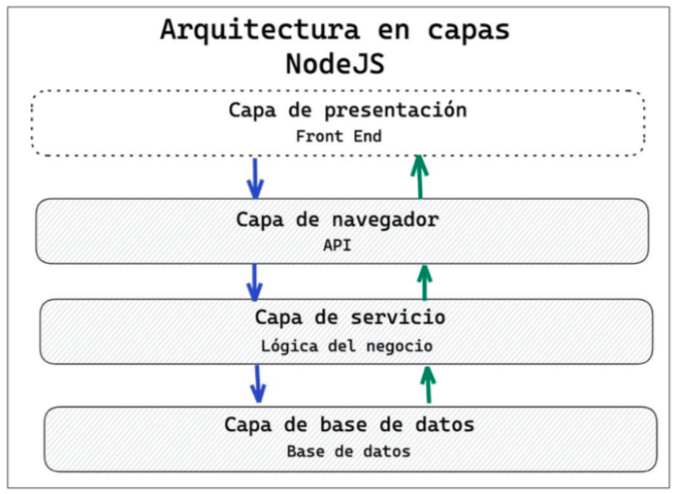 Arquitectura en capas
NodeJS
Capa de presentación
Front End
Capa de navegador
API
Capa de servicio
Lógica del negocio
Capa de base de datos
Base de datos